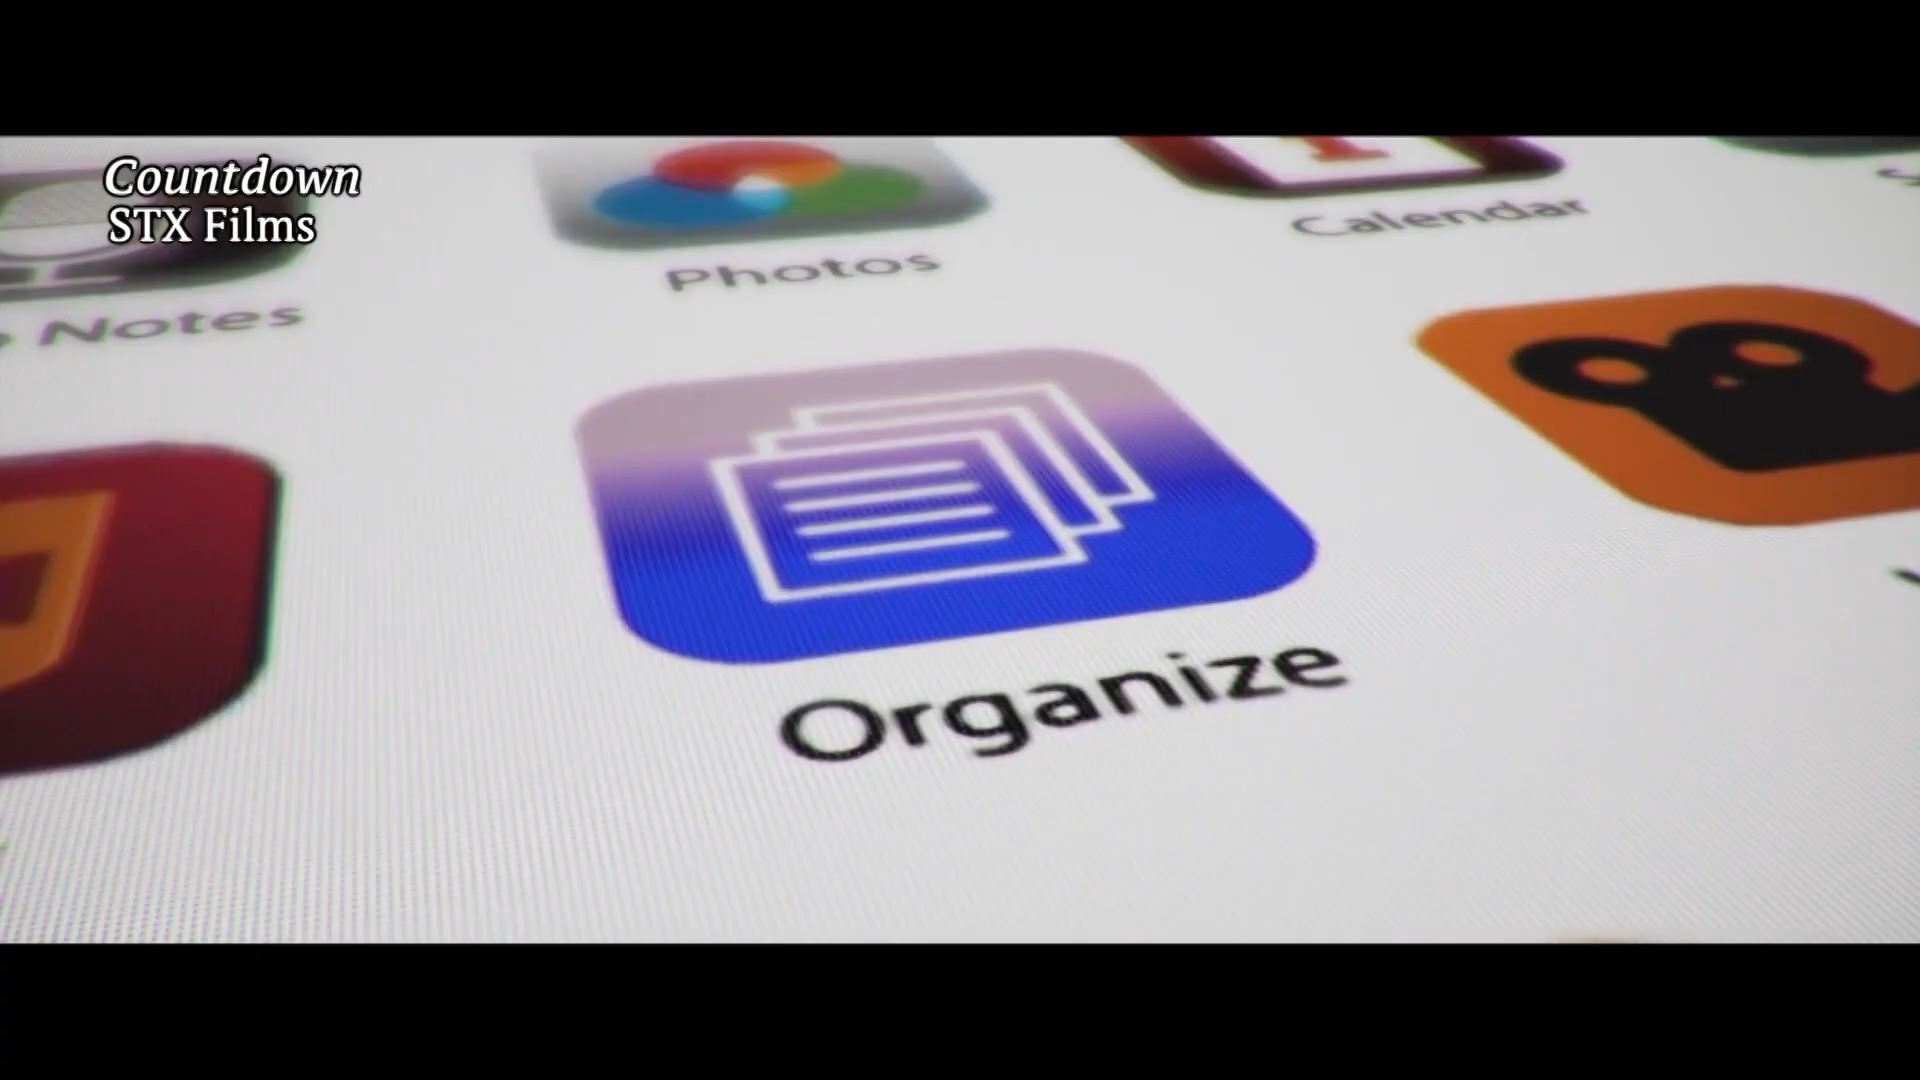 Countdown
STX Films
Notes
Photos
Calendar
Organize